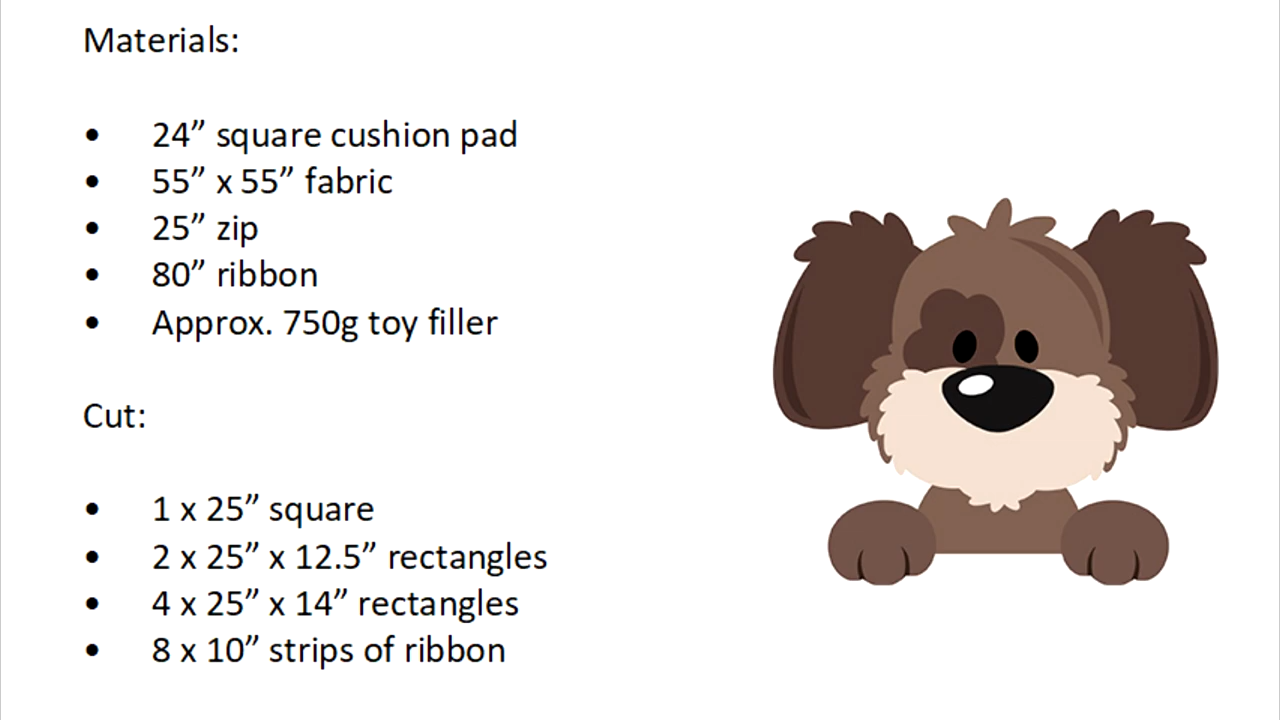 Materials:
• 24” square cushion pad
• 55” x 55” fabric
• 25” zip
• 80” ribbon
• Approx. 750g toy filler
Cut:
• 1 x 25” square
• 2 x 25” x 12.5” rectangles
• 4 x 25” x 14” rectangles
• 8 x 10” strips of ribbon